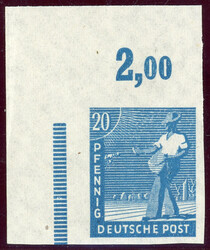 2,00
20
PFENNIG
DEUTSCHE POST